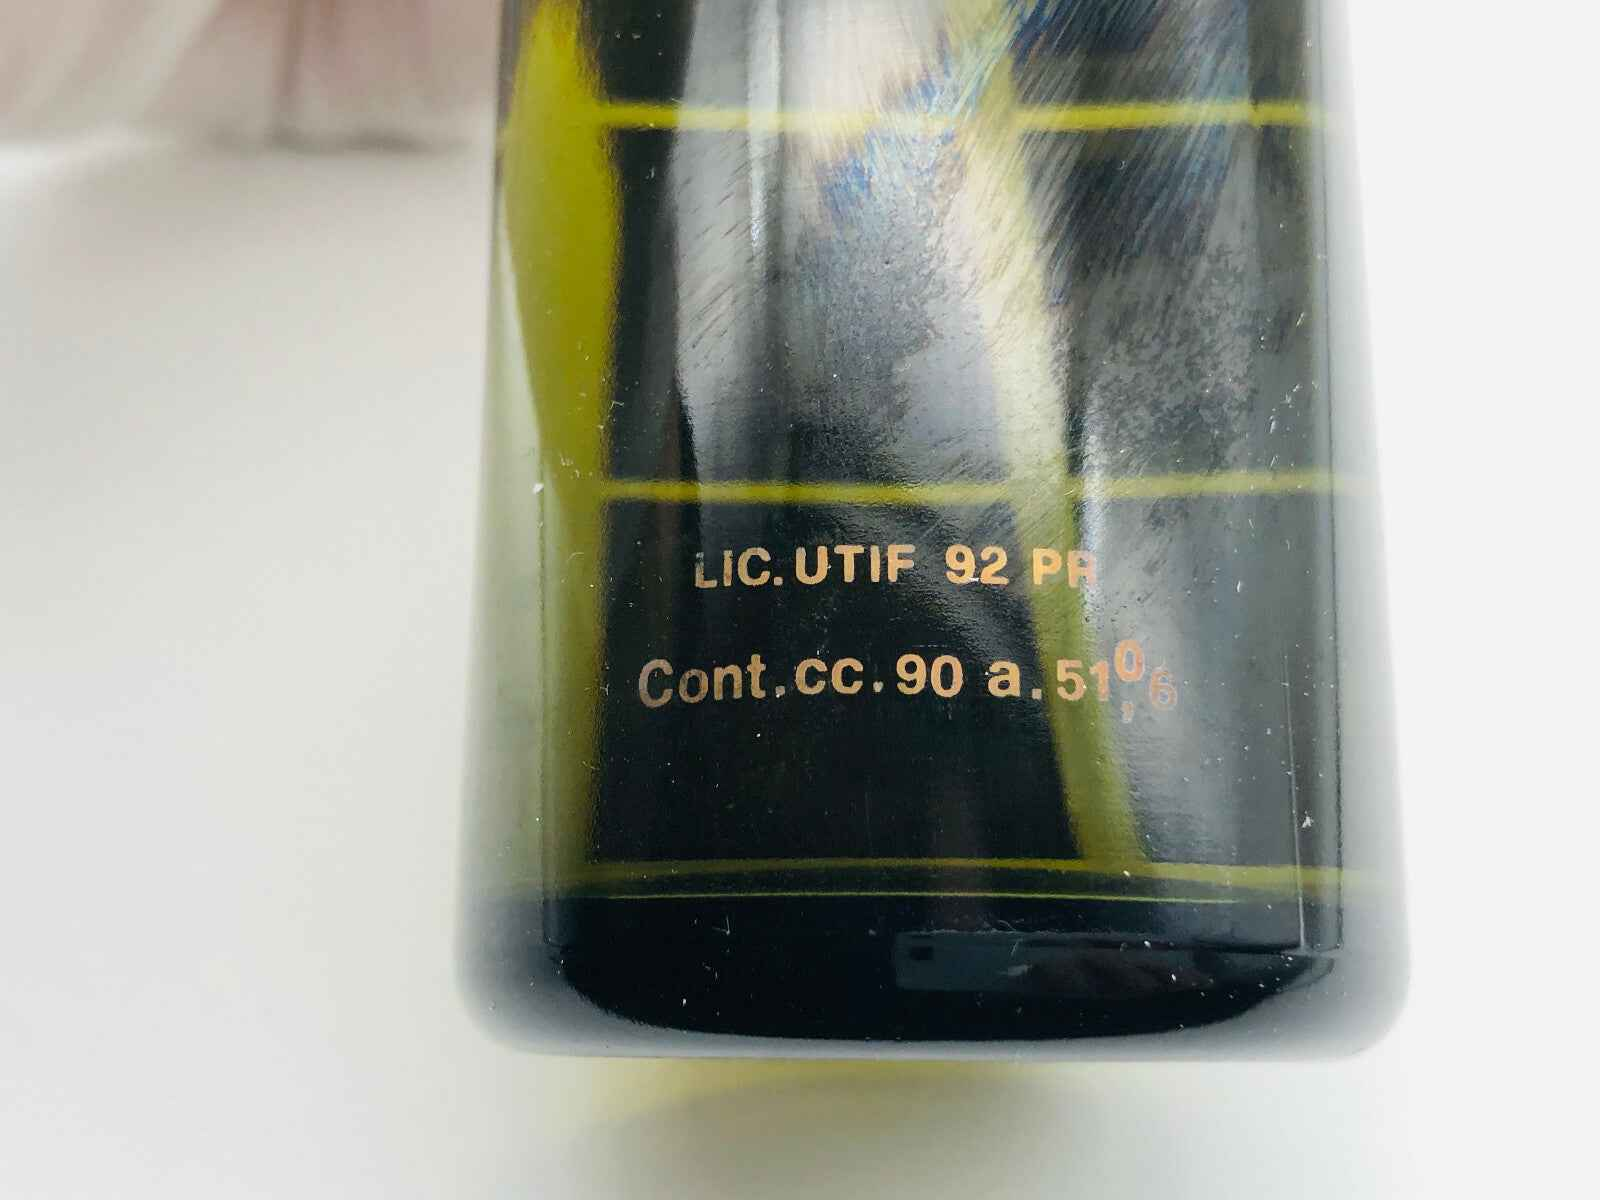 LIC. UTIF 92 PR
Cont. cc. 90 a. 51⁰,6